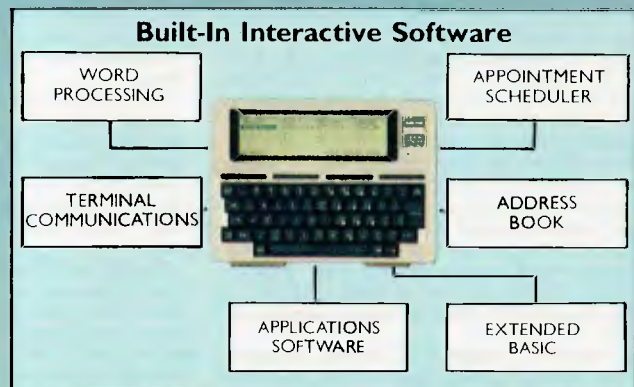 Built-In Interactive Software
WORD
PROCESSING
APPOINTMENT
SCHEDULER
TERMINAL
COMMUNICATIONS
ADDRESS
BOOK
APPLICATIONS
SOFTWARE
EXTENDED
BASIC